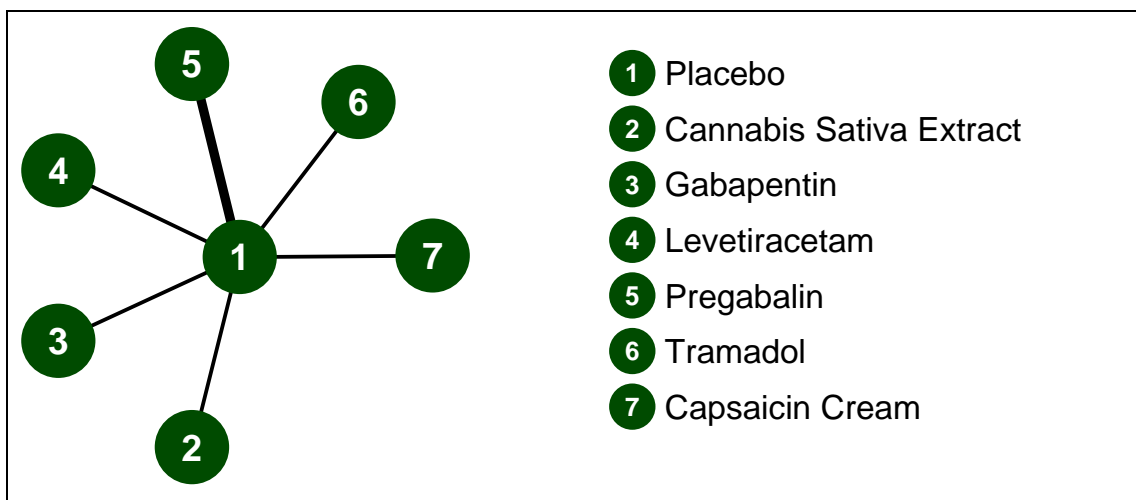 5
6
4
1
7
3
2
1 Placebo
2 Cannabis Sativa Extract
3 Gabapentin
4 Levetiracetam
5 Pregabalin
6 Tramadol
7 Capsaicin Cream